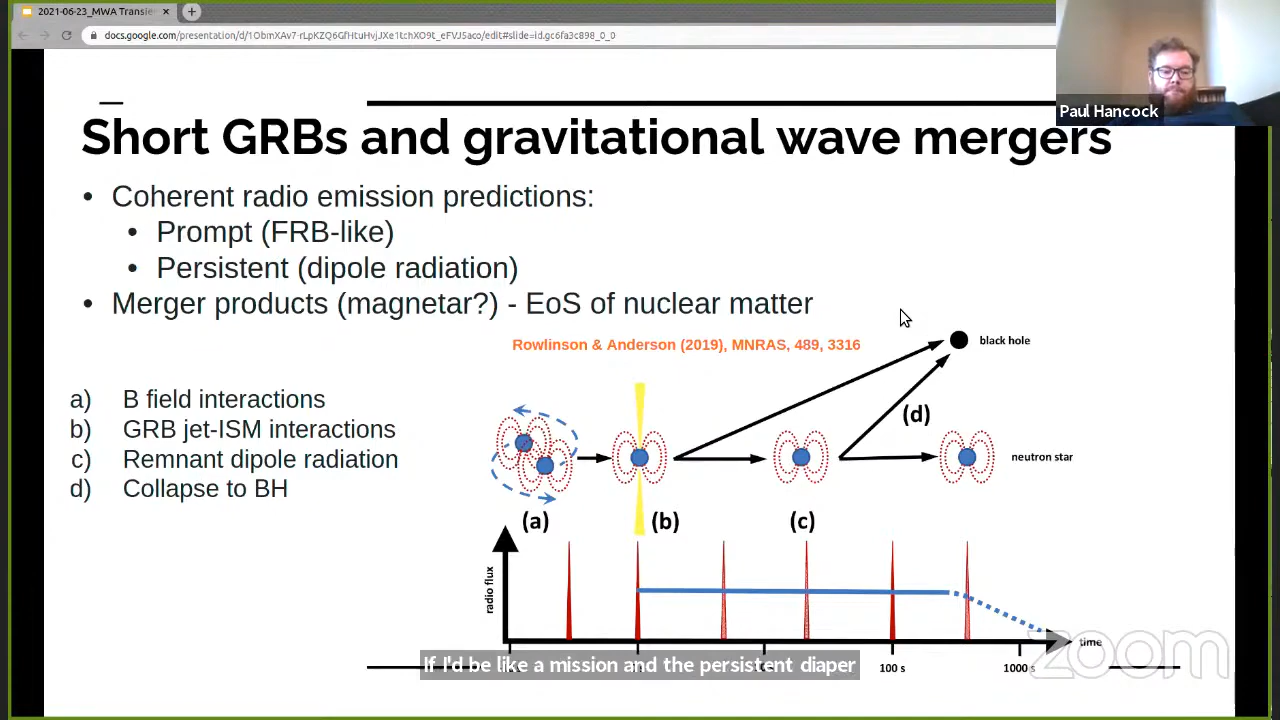 2021-06-23_MWA Transien
docs.google.com/presentation/d/1ObmXAv7-rLpKZQ6GfHtuHvjJXe1tchXO9t_eFVJ5aco/edit#slide=id.gc6fa3c898_0_0
Paul Hancock
Short GRBs and gravitational wave mergers
• Coherent radio emission predictions:
• Prompt (FRB-like)
• Persistent (dipole radiation)
• Merger products (magnetar?) - EoS of nuclear matter
Rowlinson & Anderson (2019), MNRAS, 489, 3316
black hole
a) B field interactions
b) GRB jet-ISM interactions
c) Remnant dipole radiation
d) Collapse to BH
(d)
neutron star
(a) (b) (c)
radio flux
time
100 s 1000 s
If I'd be like a mission and the persistent diaper
zoom